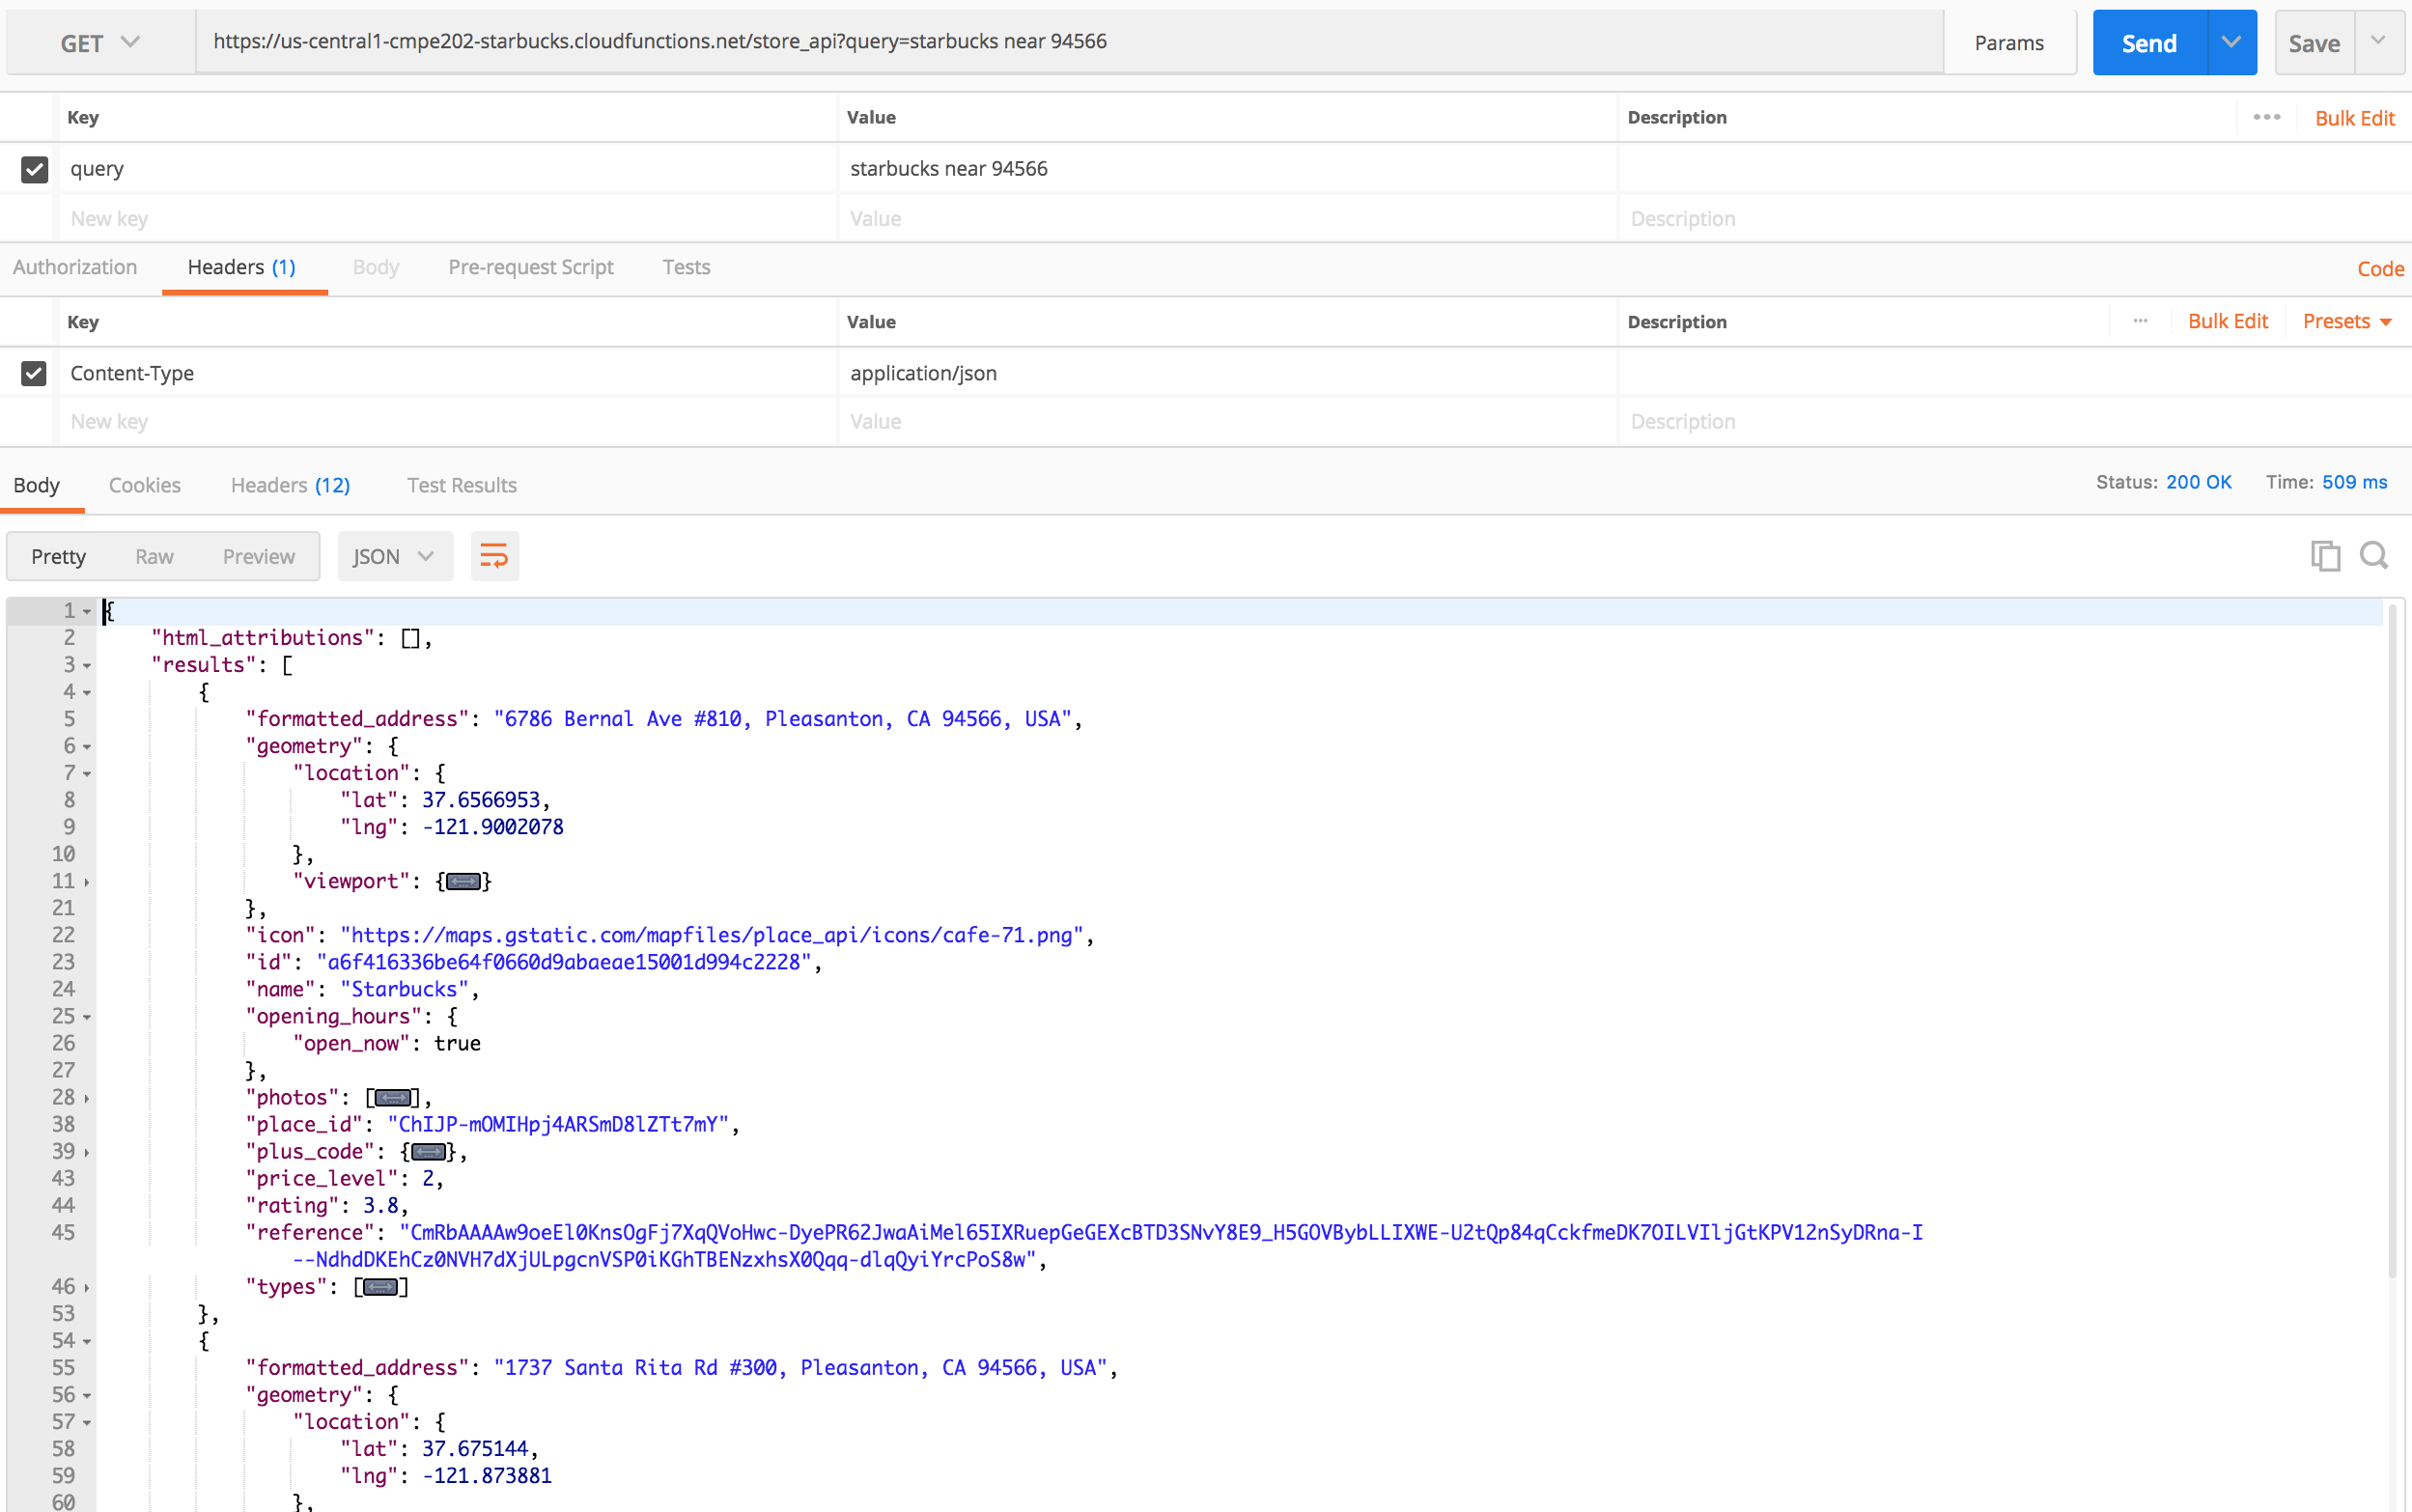 GET https://us-central1-cmpe202-starbucks.cloudfunctions.net/store_api?query=starbucks near 94566 Params Send Save
Key Value Description ••• Bulk Edit
query starbucks near 94566
New key Value Description
Authorization Headers (1) Body Pre-request Script Tests Code
Key Value Description ••• Bulk Edit Presets
Content-Type application/json
New key Value Description
Body Cookies Headers (12) Test Results Status: 200 OK Time: 509 ms
Pretty Raw Preview JSON
1 {
2 "html_attributions": [],
3 "results": [
4 {
5 "formatted_address": "6786 Bernal Ave #810, Pleasanton, CA 94566, USA",
6 "geometry": {
7 "location": {
8 "lat": 37.6566953,
9 "lng": -121.9002078
10 },
11 "viewport": {}
21 },
22 "icon": "https://maps.gstatic.com/mapfiles/place_api/icons/cafe-71.png",
23 "id": "a6f416336be64f0660d9abaeae15001d994c2228",
24 "name": "Starbucks",
25 "opening_hours": {
26 "open_now": true
27 },
28 "photos": [],
38 "place_id": "ChIJP-mOMIHpj4ARSmD8lZTt7mY",
39 "plus_code": {},
43 "price_level": 2,
44 "rating": 3.8,
45 "reference": "CmRbAAAAw9oeEl0KnsOgFj7XqQVoHwc-DyePR62JwaAiMel65IXRuepGeGEXcBTD3SNvY8E9_H5GOVBybLLIXWE-U2tQp84qCckfmeDK7OILVIljGtKPV12nSyDRna-I
--NdhdDKEhCz0NVH7dXjULpgcnVSP0iKGhTBENzxhsX0Qqq-dlqQyiYrcPoS8w",
46 "types": []
53 },
54 {
55 "formatted_address": "1737 Santa Rita Rd #300, Pleasanton, CA 94566, USA",
56 "geometry": {
57 "location": {
58 "lat": 37.675144,
59 "lng": -121.873881
60 },